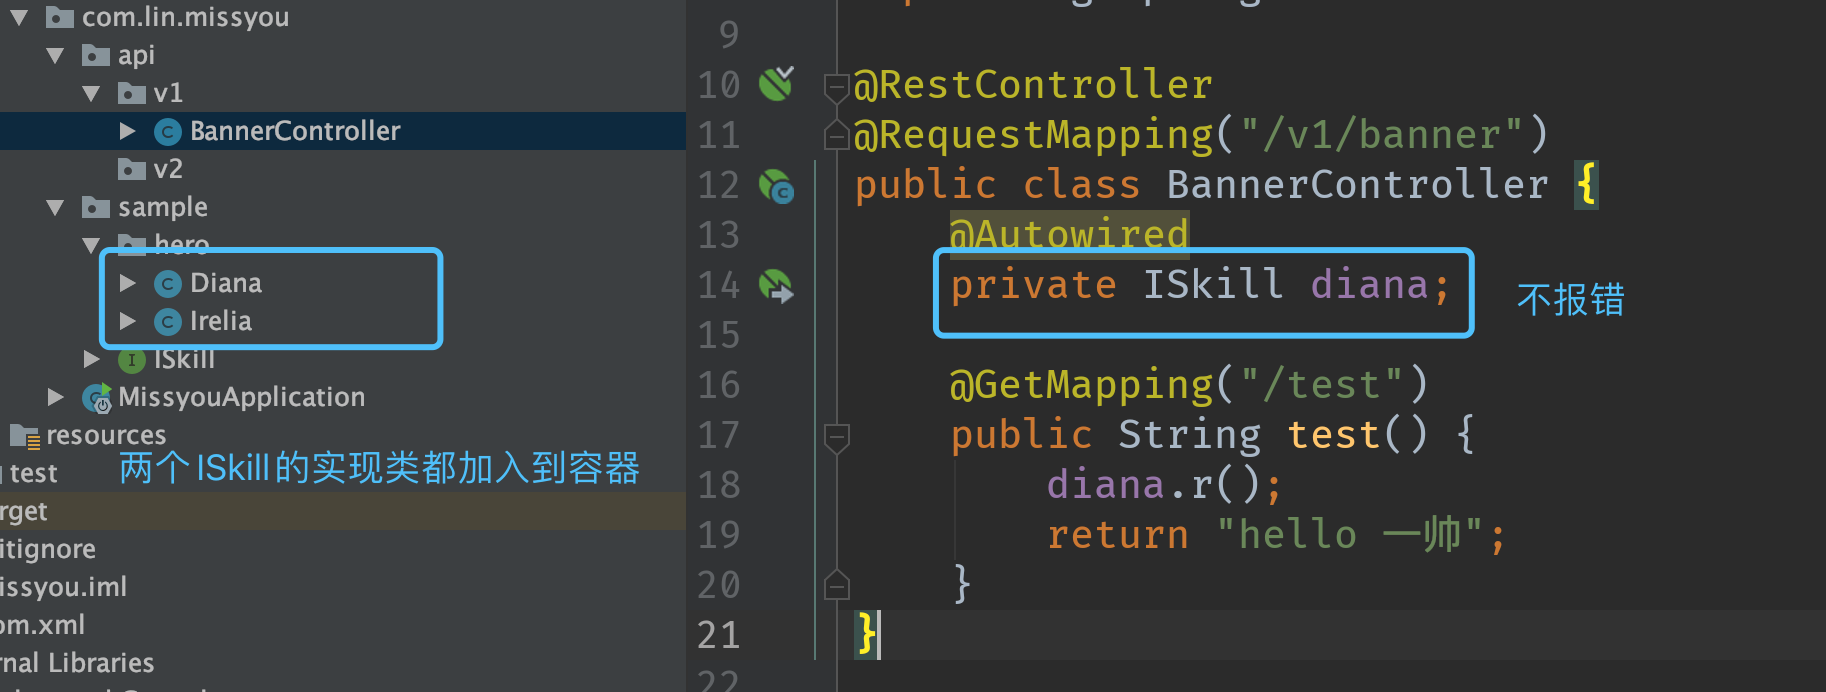 com.lin.missyou
api
v1
BannerController
v2
sample
hero
Diana
Irelia
ISkill
MissyouApplication
resources
test
两个ISkill的实现类都加入到容器
rget
itignore
issyou.iml
om.xml
rnal Libraries
9
10 @RestController
11 @RequestMapping("/v1/banner")
12 public class BannerController {
13 @Autowired
14 private ISkill diana;
不报错
15
16 @GetMapping("/test")
17 public String test() {
18 diana.r();
19 return "hello 一帅";
20 }
21 }
22